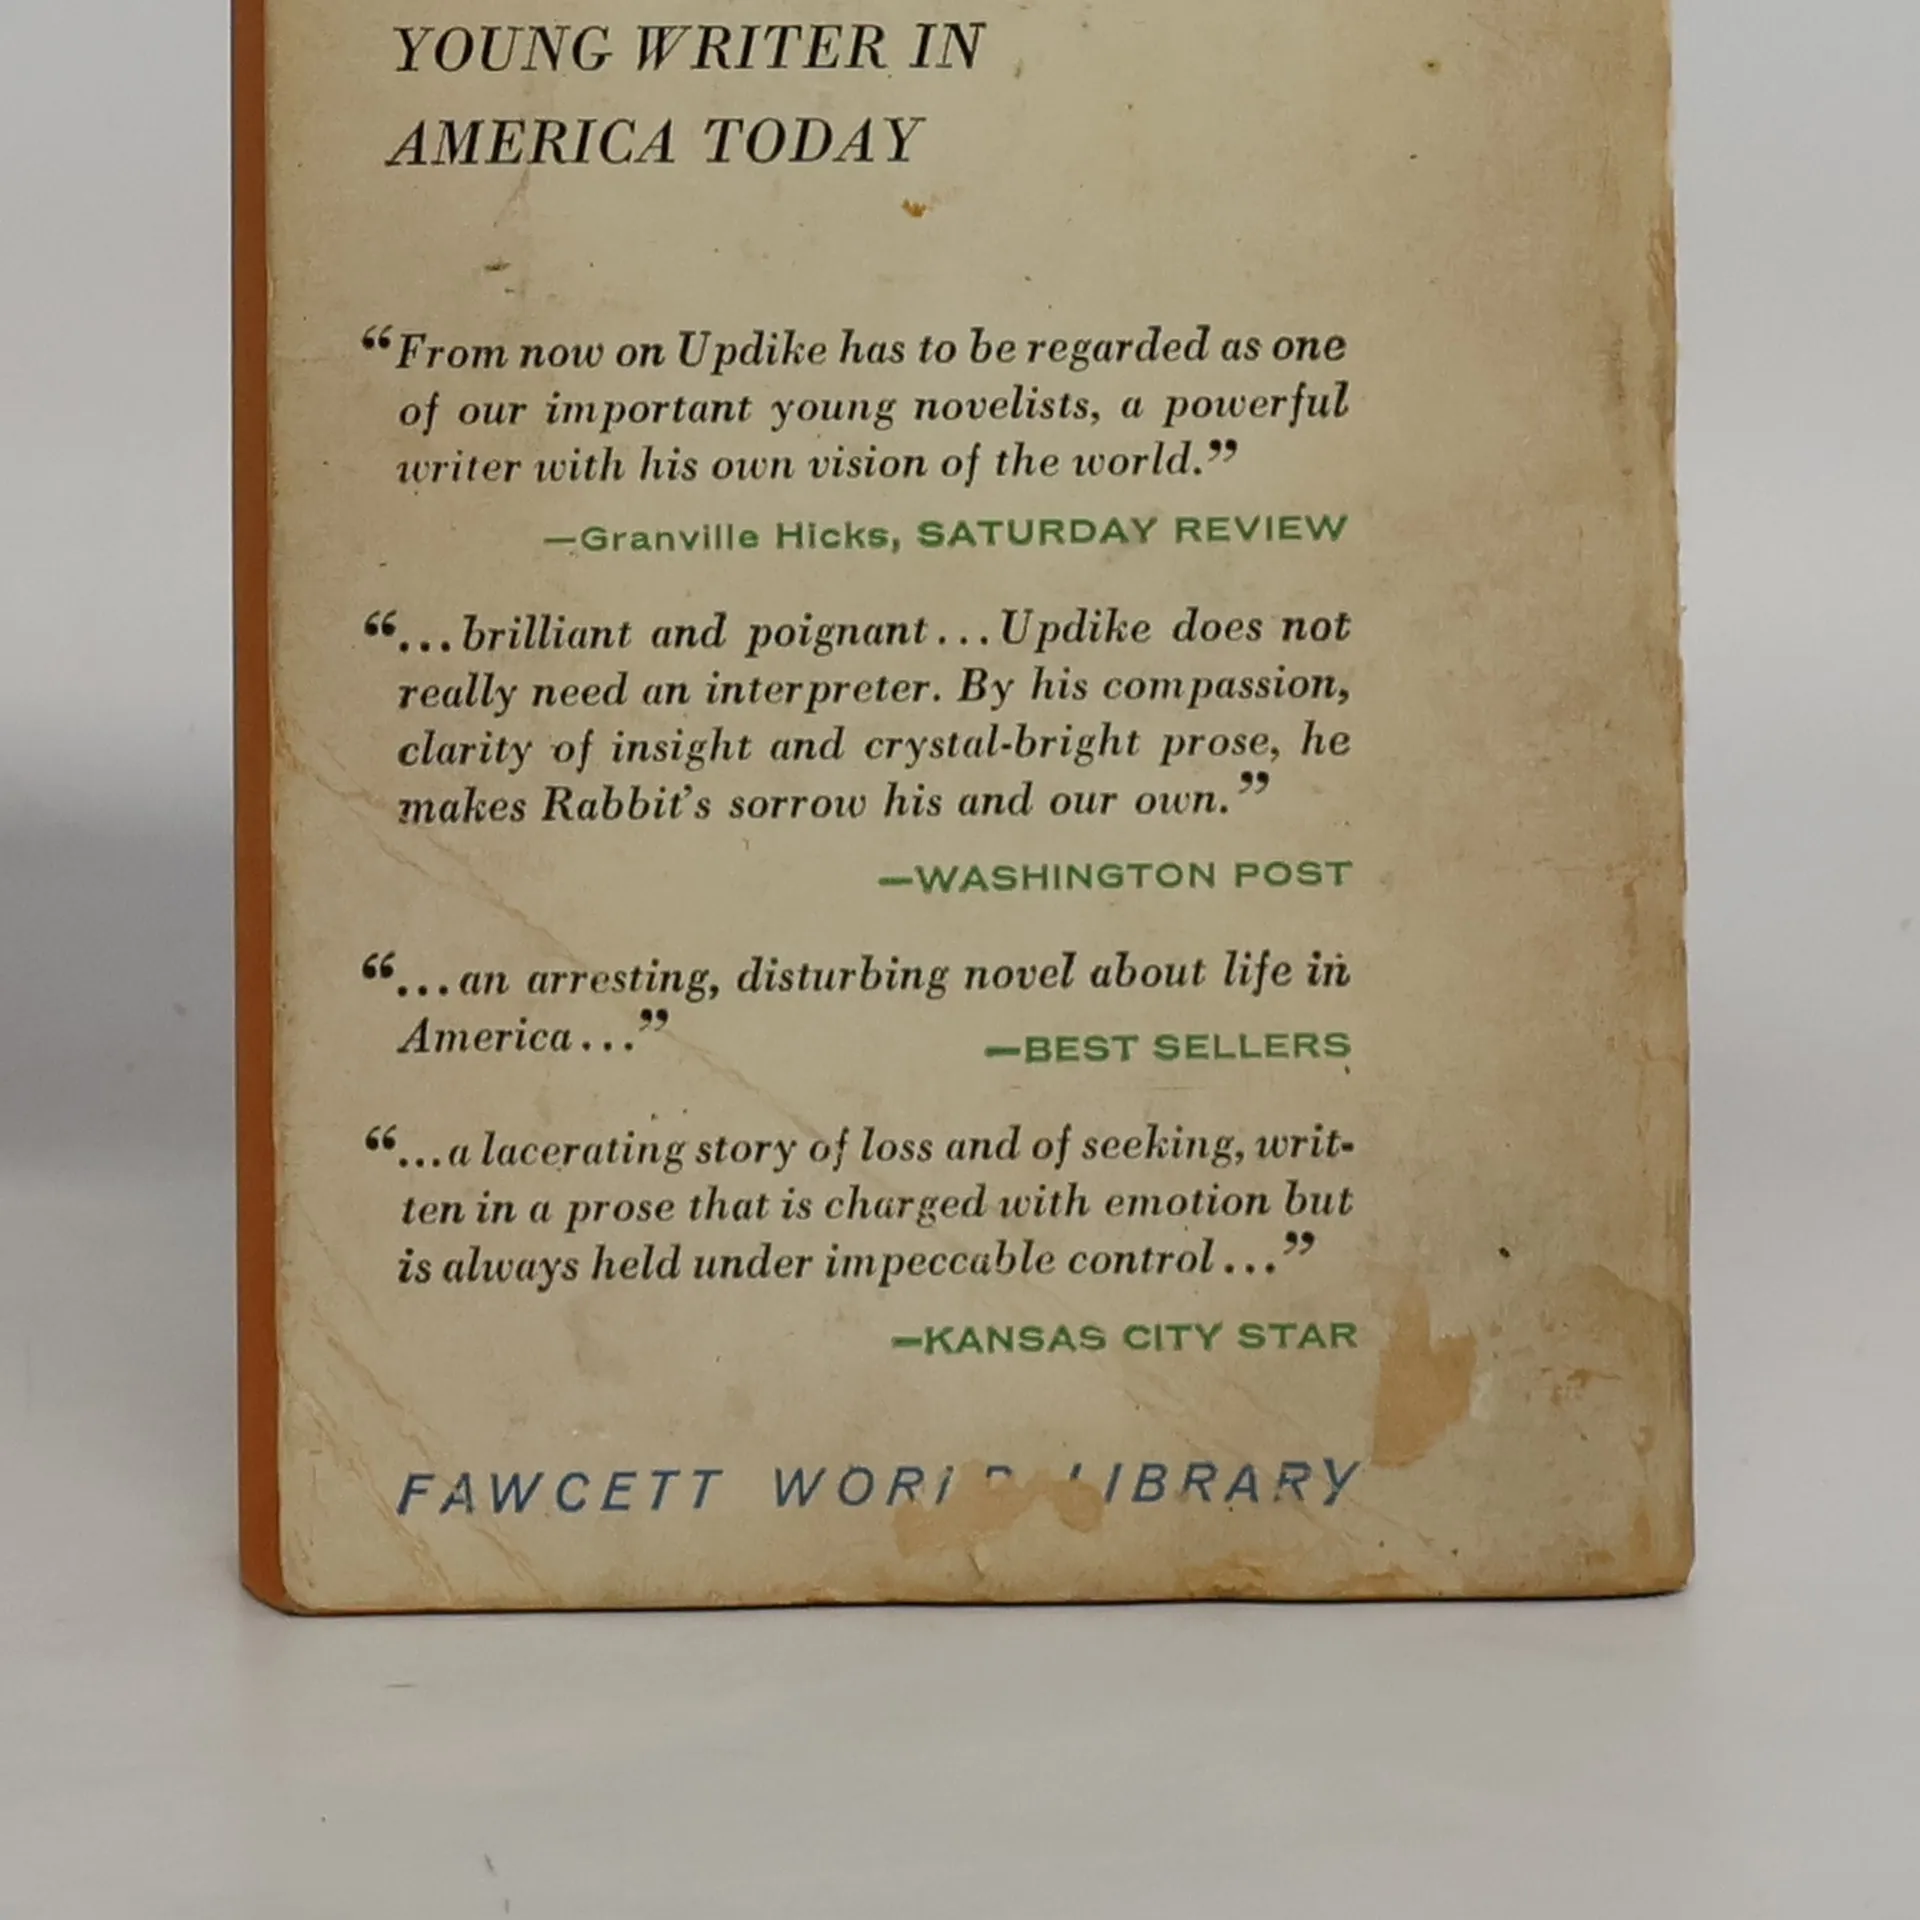 YOUNG WRITER IN
AMERICA TODAY
“From now on Updike has to be regarded as one
of our important young novelists, a powerful
writer with his own vision of the world.”
—Granville Hicks, SATURDAY REVIEW
“...brilliant and poignant...Updike does not
really need an interpreter. By his compassion,
clarity of insight and crystal-bright prose, he
makes Rabbit’s sorrow his and our own.”
—WASHINGTON POST
“...an arresting, disturbing novel about life in
America...”
—BEST SELLERS
“...a lacerating story of loss and of seeking, writ-
ten in a prose that is charged with emotion but
is always held under impeccable control...”
—KANSAS CITY STAR
FAWCETT WORLD LIBRARY